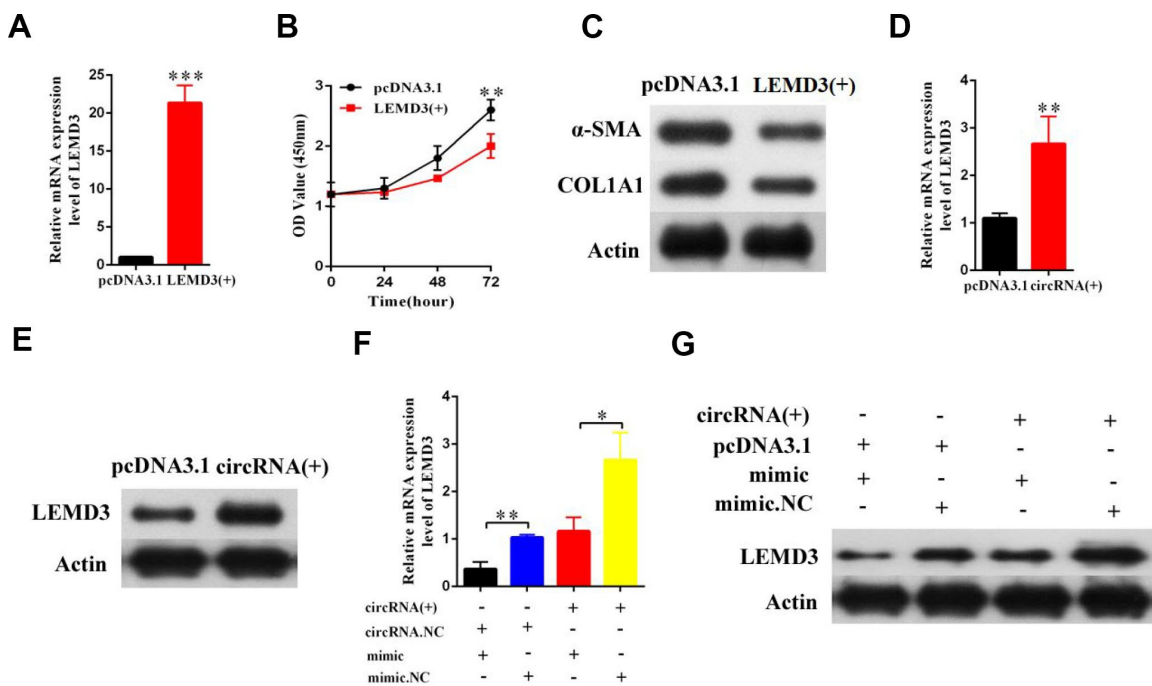 A
Relative mRNA expression
level of LEMD3
25
20
15
10
5
0
***
pcDNA3.1 LEMD3(+)
B
OD Value (450nm)
3
2
1
0
pcDNA3.1
LEMD3(+)
**
0 24 48 72
Time(hour)
C
pcDNA3.1 LEMD3(+)
α-SMA
COL1A1
Actin
D
Relative mRNA expression
level of LEMD3
4
3
2
1
0
**
pcDNA3.1 circRNA(+)
E
pcDNA3.1 circRNA(+)
LEMD3
Actin
F
Relative mRNA expression
level of LEMD3
4
3
2
1
0
**
*
circRNA(+) - - + +
circRNA.NC + + - -
mimic + - + -
mimic.NC - + - +
G
circRNA(+) - - + +
pcDNA3.1 + + - -
mimic + - + -
mimic.NC - + - +
LEMD3
Actin